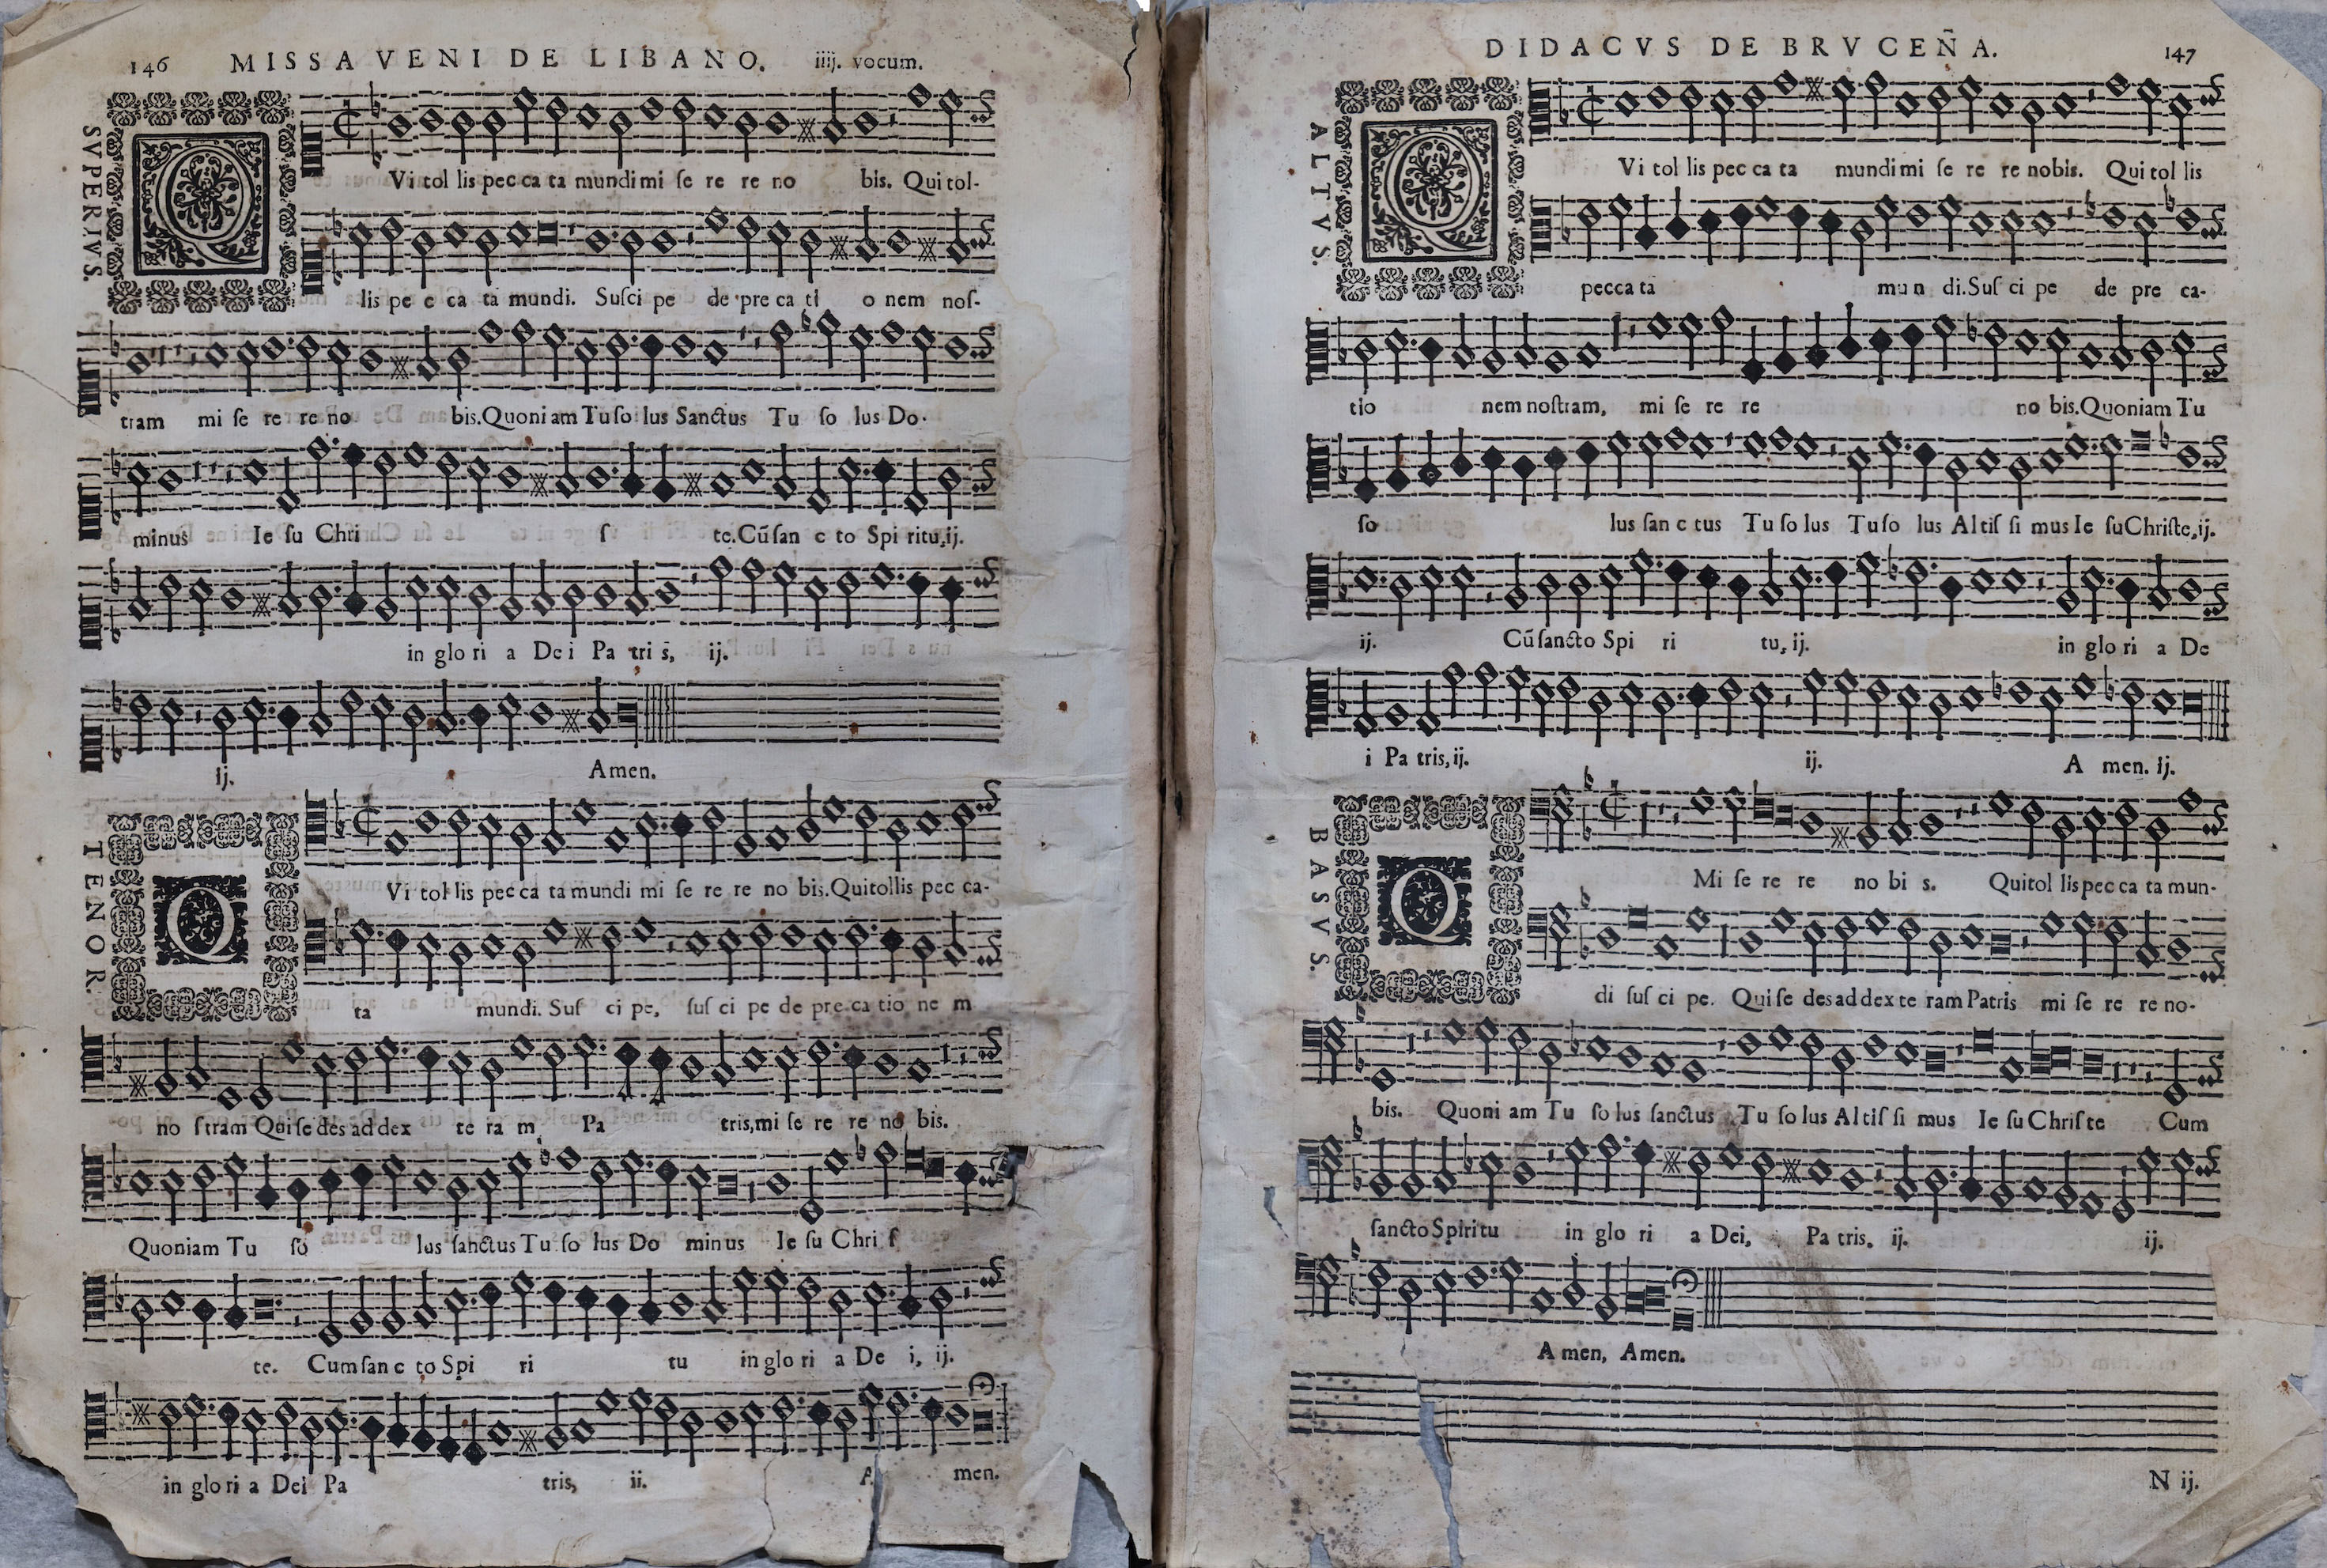 146 MISSA VENI DE LIBANO. iiij. vocum.
SVPERIVS.
Q
Vi tol lis pec ca ta mundi mi ſe re re no bis. Qui tol-
lis pe c ca ta mundi. Suſci pe de pre ca ti o nem noſ-
tram mi ſe re re no bis. Quoni am Tu ſo lus Sanctus Tu ſo lus Do-
minus Ie ſu Chri ſ te. Cũ ſan c to Spi ritu, ij.
in glo ri a De i Pa tri s, ij.
ij. Amen.
TENOR.
Q
Vi tol lis pec ca ta mundi mi ſe re re no bis. Qui tollis pec ca-
ta mundi. Suſ ci pe, ſuſ ci pe de pre ca tio ne m
no ſtram Qui ſe des ad dex te ra m Pa tris, mi ſe re re no bis.
Quoniam Tu ſo lus ſanctus Tu ſo lus Do minus Ie ſu Chri ſ
te. Cum ſan c to Spi ri tu in glo ri a De i, ij.
in glo ri a Dei Pa tris, ij. A men.
DIDACVS DE BRVCEÑA. 147
ALTVS.
Q
Vi tol lis pec ca ta mundi mi ſe re re nobis. Qui tol lis
pecca ta mu n di. Suſ ci pe de pre ca-
tio nem noſtram, mi ſe re re no bis. Quoniam Tu
ſo lus ſan c tus Tu ſo lus Tu ſo lus Al tiſ ſi mus Ie ſu Chriſte, ij.
ij. Cũ ſancto Spi ri tu, ij. in glo ri a De
i Pa tris, ij. ij. A men. ij.
BASVS.
Q
Mi ſe re re no bi s. Qui tol lis pec ca ta mun-
di ſuſ ci pe. Qui ſe des ad dex te ram Patris mi ſe re re no-
bis. Quoni am Tu ſo lus ſanctus Tu ſo lus Al tiſ ſi mus Ie ſu Chriſ te Cum
ſancto Spiri tu in glo ri a Dei, Pa tris, ij. ij.
A men, Amen.
N ij.